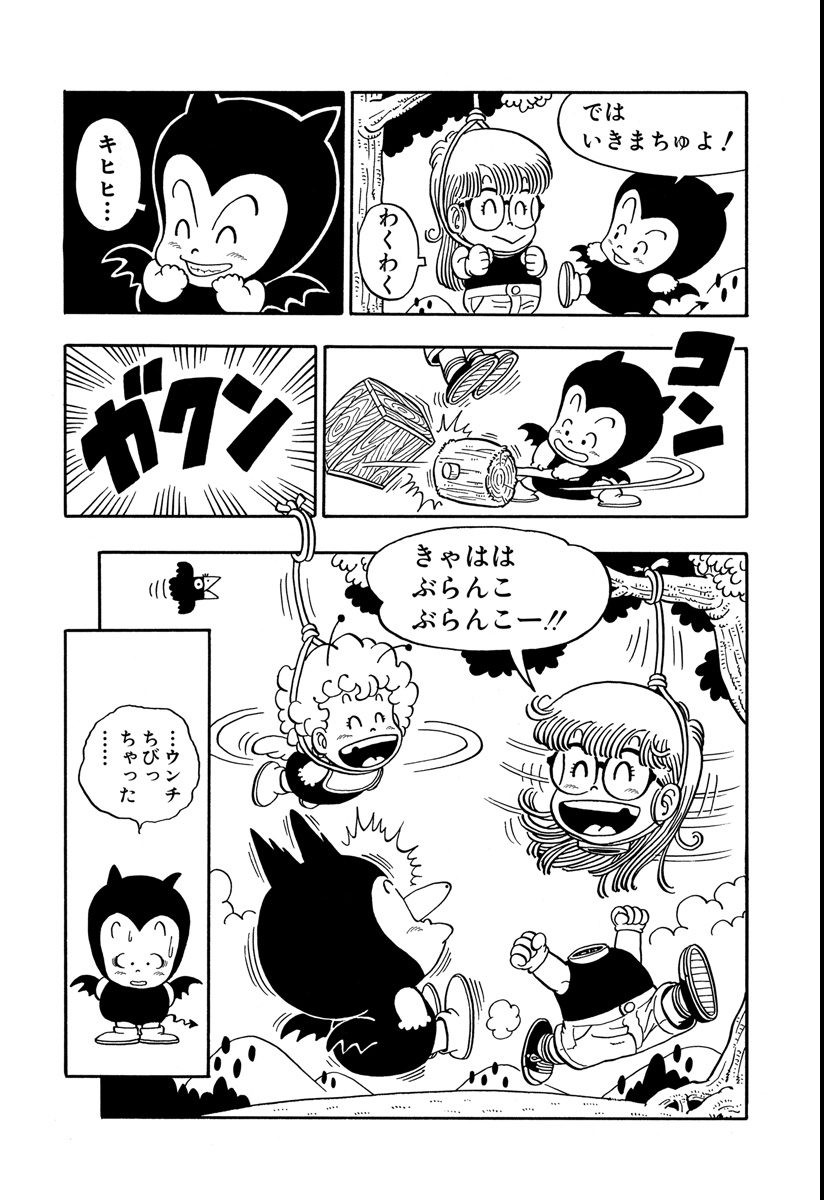 では
いきまちゅよ！
わくわく
キヒヒ…
コン
ガクン
きゃはは
ぶらんこ
ぶらんこー!!
…ウンチ
ちびっ
ちゃった
……